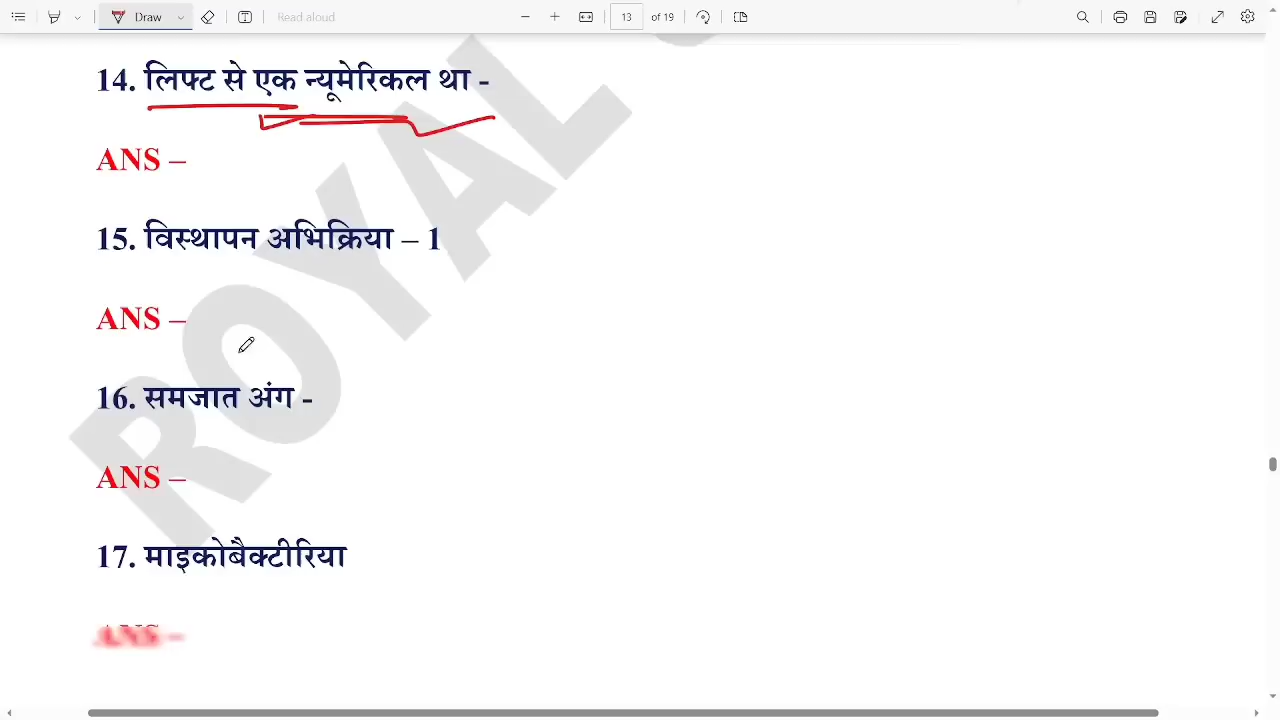 Draw
Read aloud
13 of 19
14. लिफ्ट से एक न्यूमेरिकल था -
ANS –
15. विस्थापन अभिक्रिया – 1
ANS –
16. समजात अंग -
ANS –
17. माइकोबैक्टीरिया
ANS –
ROYAL